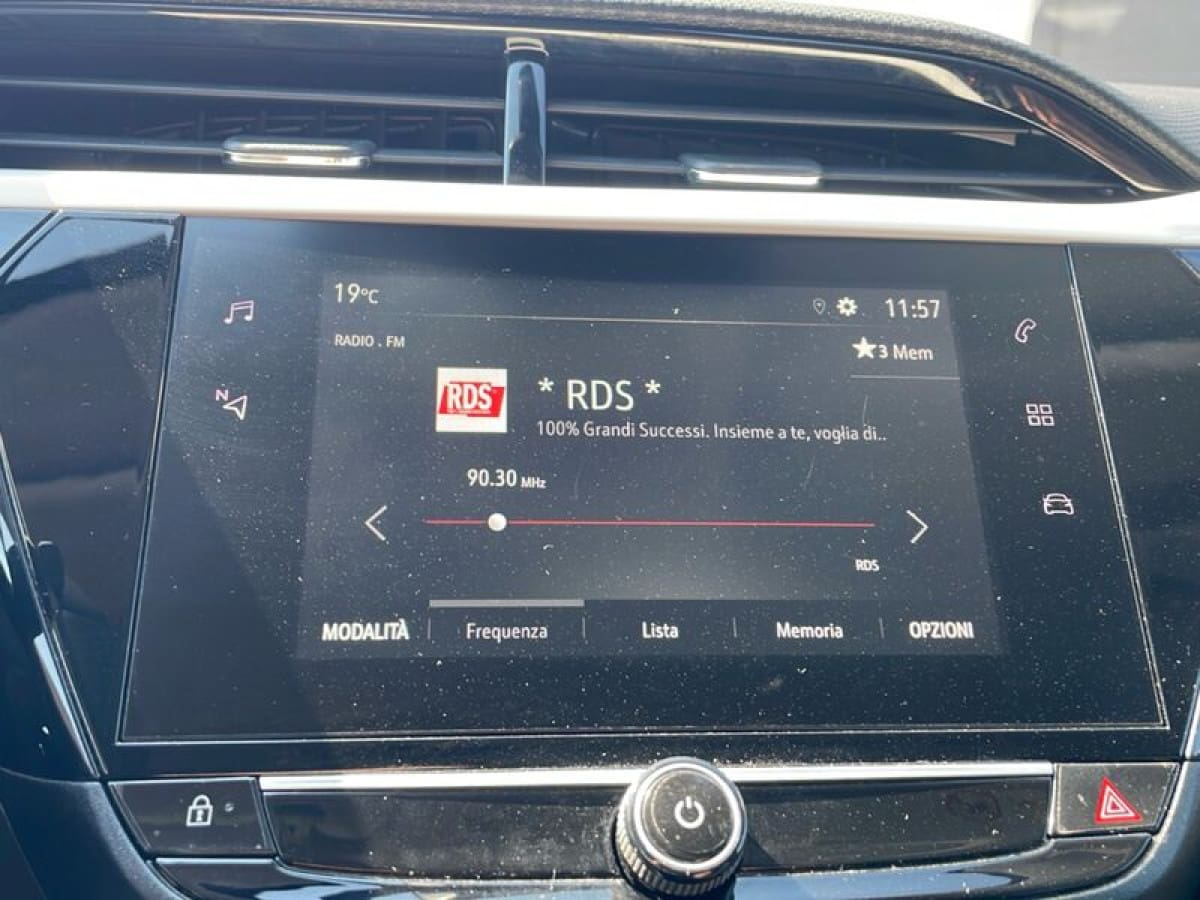 19°C
11:57
RADIO . FM
★3 Mem
RDS
* RDS *
100% Grandi Successi. Insieme a te, voglia di..
N
90.30 MHz
RDS
MODALITÀ
Frequenza
Lista
Memoria
OPZIONI